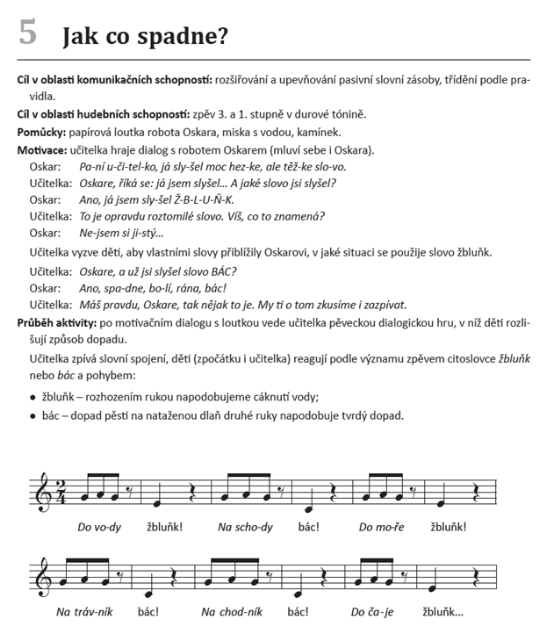 5 Jak co spadne?
Cíl v oblasti komunikačních schopností: rozšiřování a upevňování pasivní slovní zásoby, třídění podle pra-
vidla.
Cíl v oblasti hudebních schopností: zpěv 3. a 1. stupně v durové tónině.
Pomůcky: papírová loutka robota Oskara, miska s vodou, kamínek.
Motivace: učitelka hraje dialog s robotem Oskarem (mluví sebe i Oskara).
Oskar: Pa-ní u-či-tel-ko, já sly-šel moc hez-ke, ale těž-ke slo-vo.
Učitelka: Oskare, říká se: já jsem slyšel... A jaké slovo jsi slyšel?
Oskar: Ano, já jsem sly-šel Ž-B-L-U-Ň-K.
Učitelka: To je opravdu roztomilé slovo. Víš, co to znamená?
Oskar: Ne-jsem si ji-stý...
Učitelka vyzve děti, aby vlastními slovy přiblížily Oskarovi, v jaké situaci se použije slovo žbluňk.
Učitelka: Oskare, a už jsi slyšel slovo BÁC?
Oskar: Ano, spa-dne, bo-lí, rána, bác!
Učitelka: Máš pravdu, Oskare, tak nějak to je. My ti o tom zkusíme i zazpívat.
Průběh aktivity: po motivačním dialogu s loutkou vede učitelka pěveckou dialogickou hru, v níž děti rozli-
šují způsob dopadu.
Učitelka zpívá slovní spojení, děti (zpočátku i učitelka) reagují podle významu zpěvem citoslovce žbluňk
nebo bác a pohybem:
• žbluňk – rozhozením rukou napodobujeme cáknutí vody;
• bác – dopad pěsti na nataženou dlaň druhé ruky napodobuje tvrdý dopad.
2
4
Do vo-dy žbluňk! Na scho-dy bác! Do mo-ře žbluňk!
Na tráv-ník bác! Na chod-ník bác! Do ča-je žbluňk...